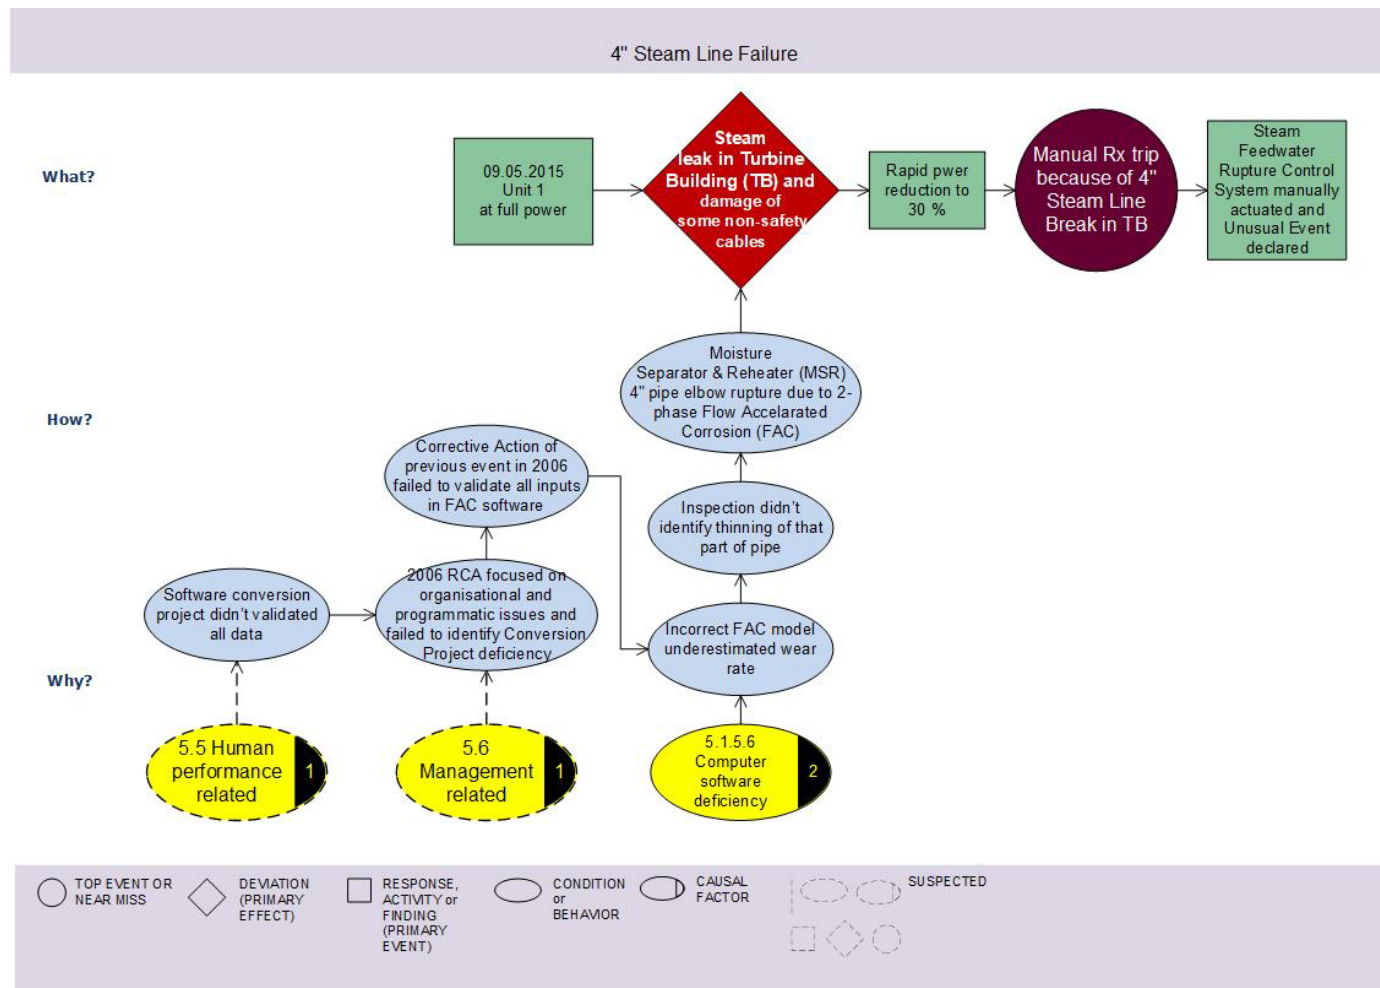 4" Steam Line Failure
What?
09.05.2015
Unit 1
at full power
Steam
leak in Turbine
Building (TB) and
damage of
some non-safety
cables
Rapid pwer
reduction to
30 %
Manual Rx trip
because of 4"
Steam Line
Break in TB
Steam
Feedwater
Rupture Control
System manually
actuated and
Unusual Event
declared
How?
Moisture
Separator & Reheater (MSR)
4" pipe elbow rupture due to 2-
phase Flow Accelarated
Corrosion (FAC)
Corrective Action of
previous event in 2006
failed to validate all inputs
in FAC software
Inspection didn't
identify thinning of that
part of pipe
Software conversion
project didn't validated
all data
2006 RCA focused on
organisational and
programmatic issues and
failed to identify Conversion
Project deficiency
Incorrect FAC model
underestimated wear
rate
Why?
5.5 Human
performance
related
1
5.6
Management
related
1
5.1.5.6
Computer
software
deficiency
2
TOP EVENT OR
NEAR MISS
DEVIATION
(PRIMARY
EFFECT)
RESPONSE,
ACTIVITY or
FINDING
(PRIMARY
EVENT)
CONDITION
or
BEHAVIOR
CAUSAL
FACTOR
SUSPECTED